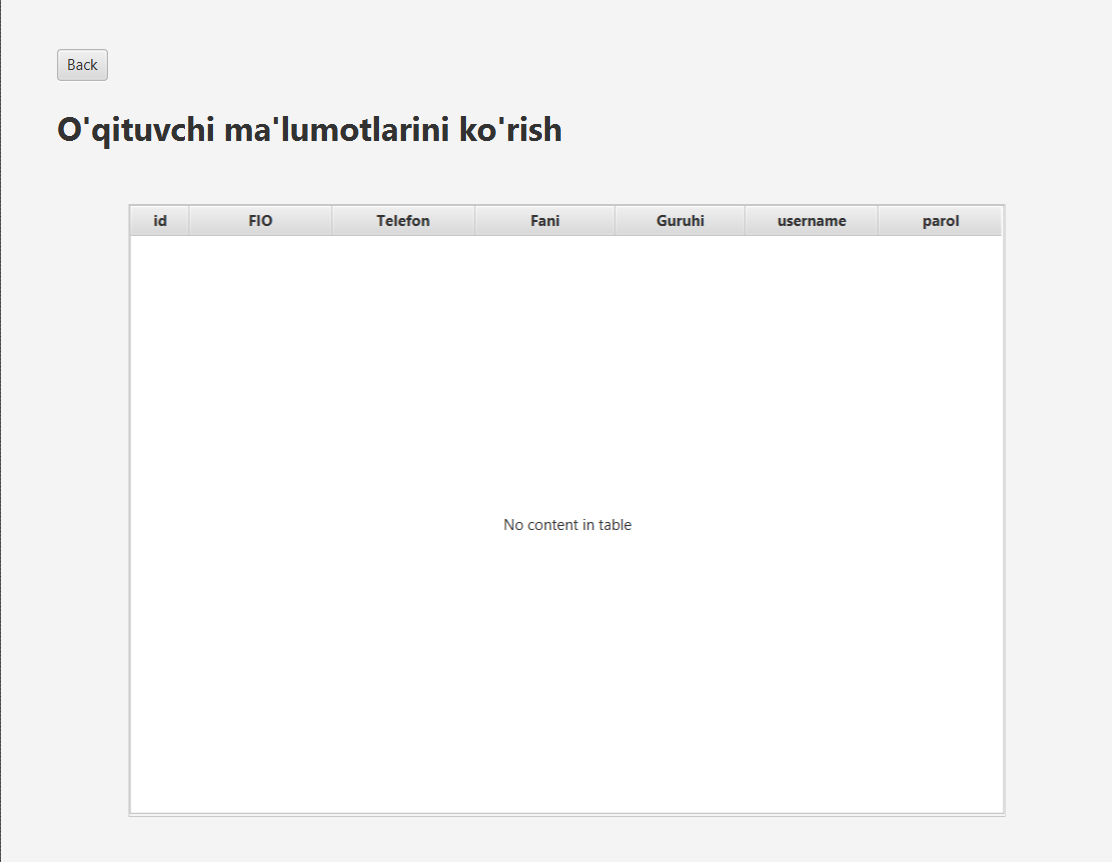 Back
O'qituvchi ma'lumotlarini ko'rish
id FIO Telefon Fani Guruhi username parol
No content in table